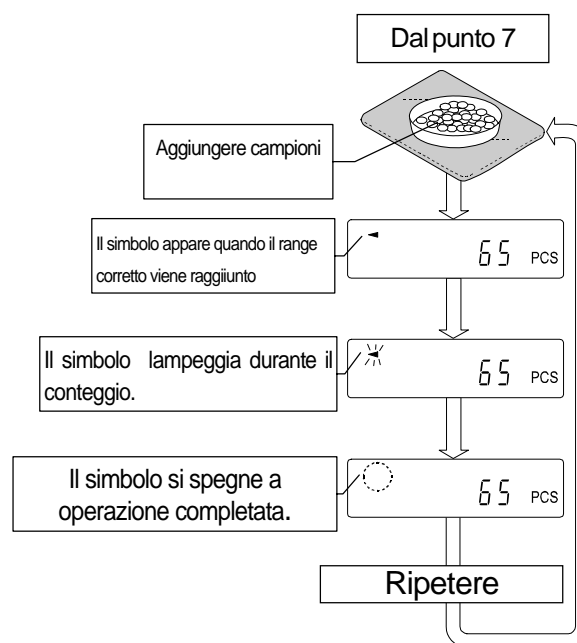 Dal punto 7
Aggiungere campioni
Il simbolo appare quando il range
corretto viene raggiiunto
65 PCS
Il simbolo lampeggia durante il
conteggio.
65 PCS
Il simbolo si spegne a
operazione completata.
65 PCS
Ripetere